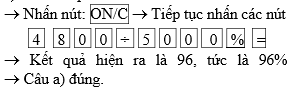 → Nhấn nút: ON/C → Tiếp tục nhấn các nút
4 8 0 0 ÷ 5 0 0 0 % =
→ Kết quả hiện ra là 96, tức là 96%
→ Câu a) đúng.